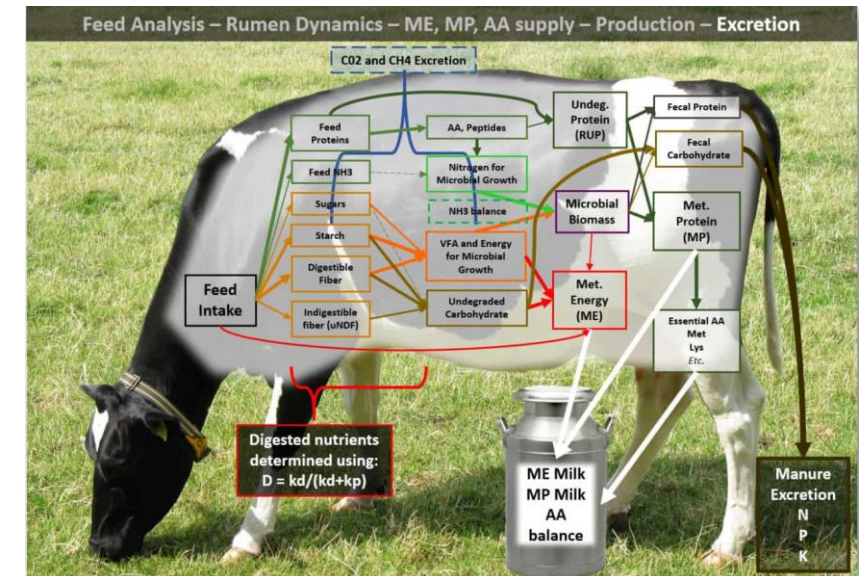 Feed Analysis – Rumen Dynamics – ME, MP, AA supply – Production – Excretion
C02 and CH4 Excretion
Feed
Proteins
AA, Peptides
Undeg.
Protein
(RUP)
Fecal Protein
Fecal
Carbohydrate
Feed NH3
Nitrogen for
Microbial Growth
Sugars
NH3 balance
Microbial
Biomass
Met.
Protein
(MP)
Starch
VFA and Energy
for Microbial
Growth
Digestible
Fiber
Feed
Intake
Indigestible
fiber (uNDF)
Undegraded
Carbohydrate
Met.
Energy
(ME)
Essential AA
Met
Lys
Etc.
Digested nutrients
determined using:
D = kd/(kd+kp)
ME Milk
MP Milk
AA
balance
Manure
Excretion
N
P
K